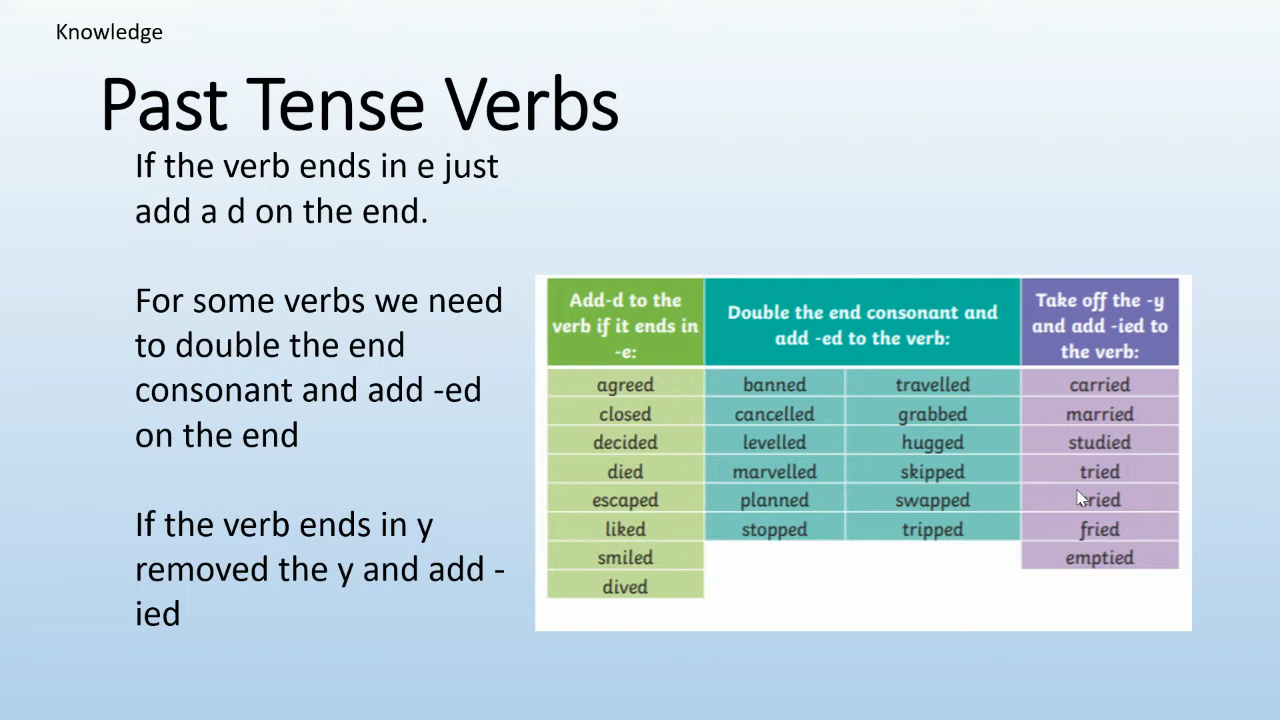 Knowledge
Past Tense Verbs
If the verb ends in e just
add a d on the end.
For some verbs we need
to double the end
consonant and add -ed
on the end
If the verb ends in y
removed the y and add -
ied
Add-d to the
verb if it ends in
-e:
Double the end consonant and
add -ed to the verb:
Take off the -y
and add -ied to
the verb:
agreed banned travelled carried
closed cancelled grabbed married
decided levelled hugged studied
died marvelled skipped tried
escaped planned swapped
liked stopped tripped fried
smiled emptied
dived